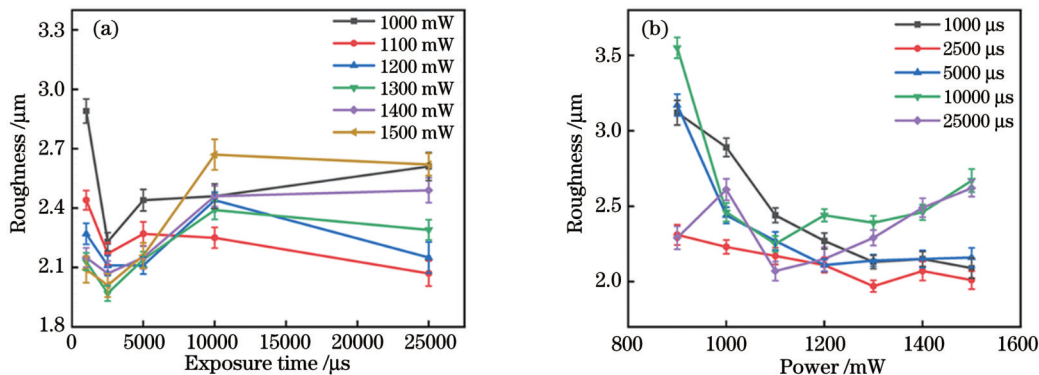 (a)
1000 mW
1100 mW
1200 mW
1300 mW
1400 mW
1500 mW
3.3
3.0
2.7
2.4
2.1
1.8
Roughness /μm
0 5000 10000 15000 20000 25000
Exposure time /μs
(b)
1000 μs
2500 μs
5000 μs
10000 μs
25000 μs
3.5
3.0
2.5
2.0
Roughness /μm
800 1000 1200 1400 1600
Power /mW